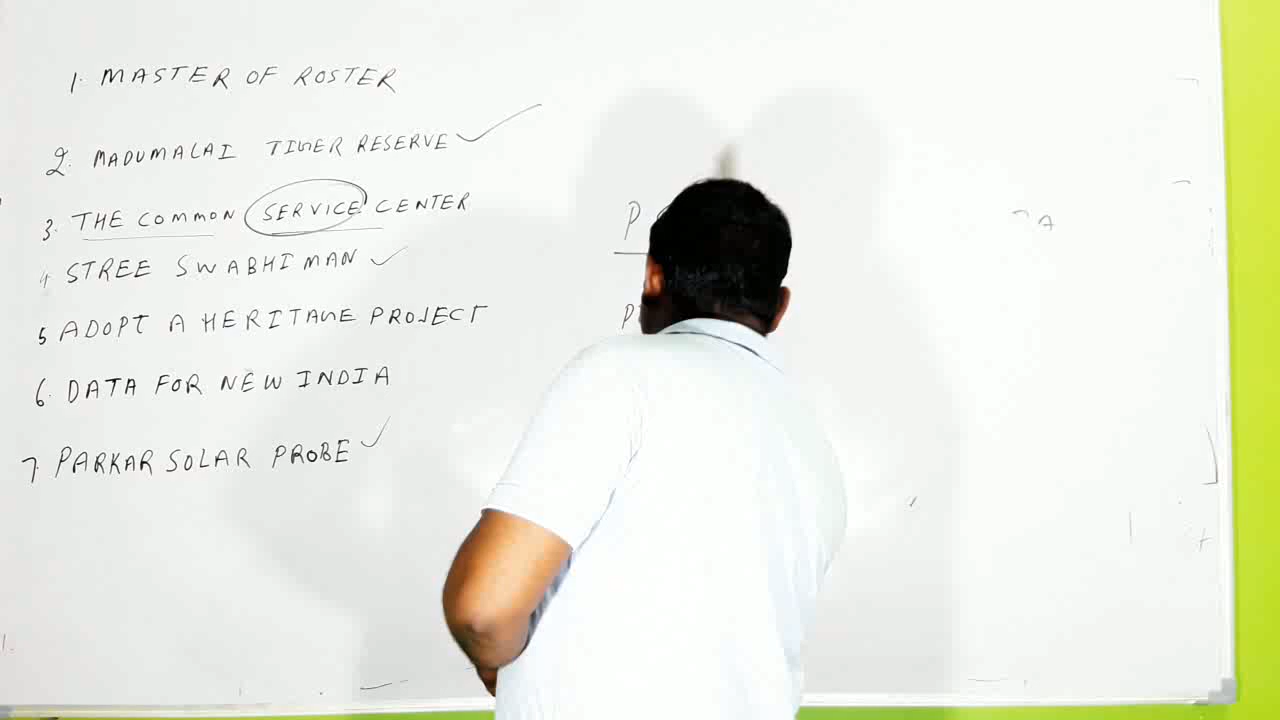 1. MASTER OF ROSTER
2. MADUMALAI TIGER RESERVE
3. THE COMMON SERVICE CENTER
4 STREE SWABHIMAN
5 ADOPT A HERITAGE PROJECT
6. DATA FOR NEW INDIA
7. PARKAR SOLAR PROBE
P
P